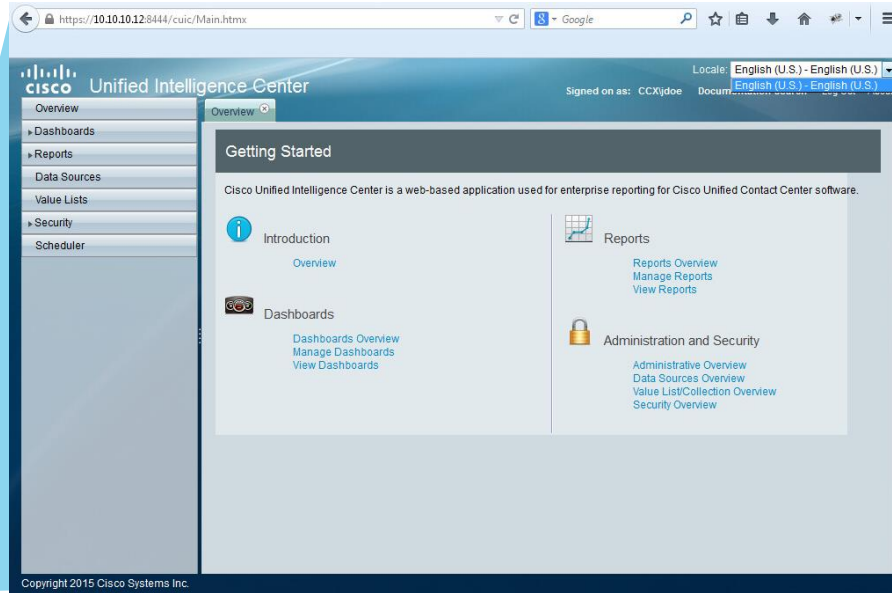 https://10.10.10.12:8444/cuic/Main.htmx
8 Google
Locale: English (U.S.) - English (U.S.)
English (U.S.) - English (U.S.)
CISCO Unified Intelligence Center
Signed on as: CCX\jdoe
Overview
Dashboards
Reports
Data Sources
Value Lists
Security
Scheduler
Overview
Getting Started
Cisco Unified Intelligence Center is a web-based application used for enterprise reporting for Cisco Unified Contact Center software.
Introduction
Overview
Dashboards
Dashboards Overview
Manage Dashboards
View Dashboards
Reports
Reports Overview
Manage Reports
View Reports
Administration and Security
Administrative Overview
Data Sources Overview
Value List/Collection Overview
Security Overview
Copyright 2015 Cisco Systems Inc.